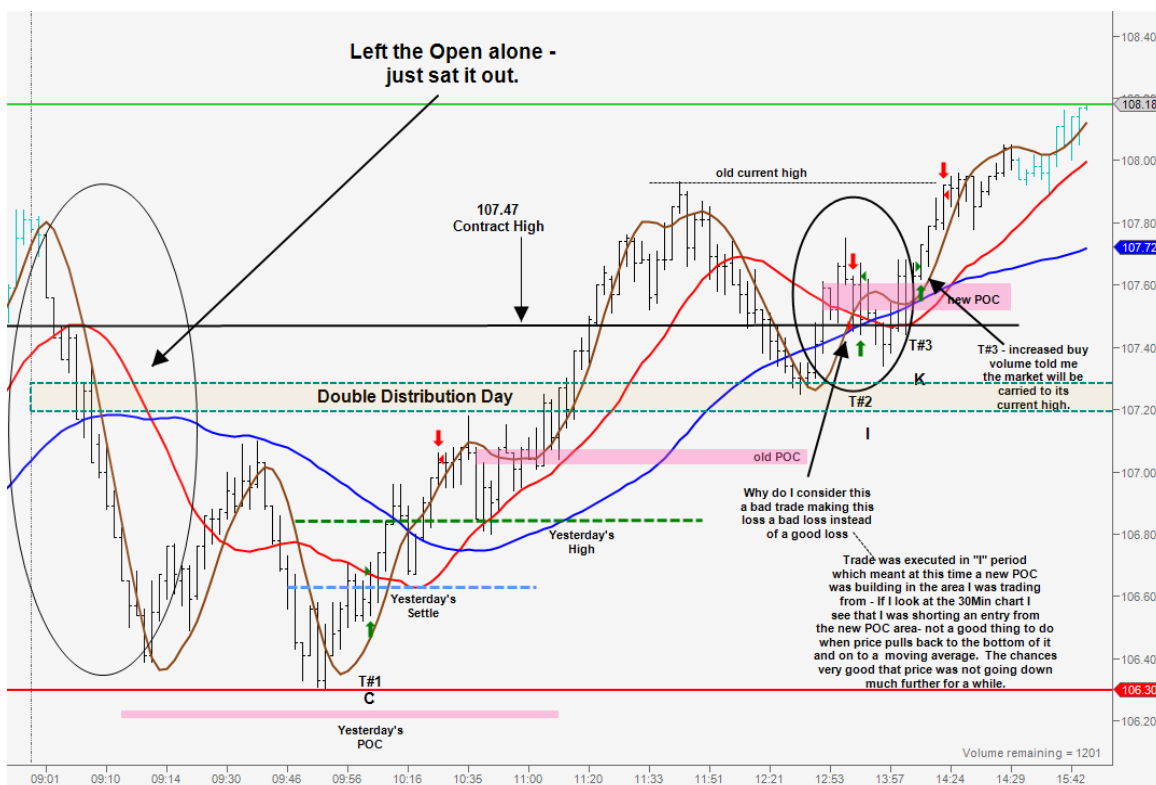 Left the Open alone -
just sat it out.
107.47
Contract High
old current high
new POC
T#3
T#3 - increased buy
volume told me
the market will be
carried to its
current high.
K
Double Distribution Day
T#2
I
old POC
Yesterday's
High
Yesterday's
Settle
Why do I consider this
a bad trade making this
loss a bad loss instead
of a good loss
Trade was executed in "I" period
which meant at this time a new POC
was building in the area I was trading
from - If I look at the 30Min chart I
see that I was shorting an entry from
the new POC area- not a good thing to do
when price pulls back to the bottom of it
and on to a moving average. The chances
very good that price was not going down
much further for a while.
T#1
C
Yesterday's
POC
Volume remaining = 1201
108.40
108.18
108.00
107.80
107.72
107.60
107.40
107.20
107.00
106.80
106.60
106.40
106.30
106.20
09:01 09:10 09:14 09:30 09:46 09:56 10:16 10:35 11:00 11:20 11:33 11:51 12:21 12:53 13:57 14:24 14:29 15:42